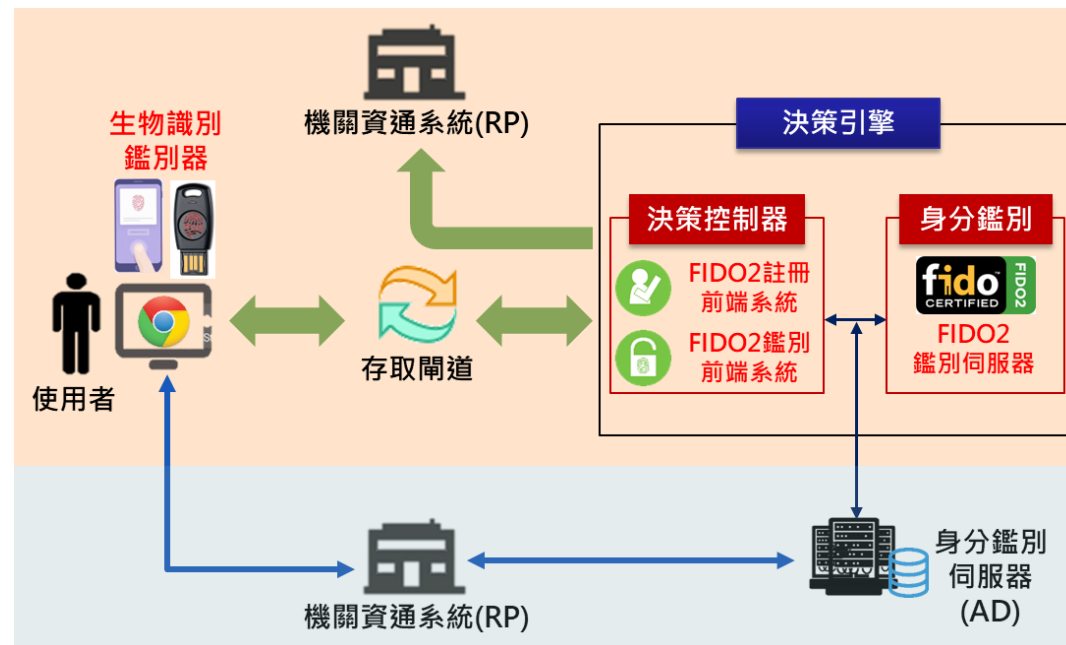 機關資通系統(RP)
生物識別
鑑別器
決策引擎
決策控制器
身分鑑別
FIDO2註冊
前端系統
fido
CERTIFIED
FIDO2
FIDO2鑑別
前端系統
FIDO2
鑑別伺服器
存取閘道
使用者
機關資通系統(RP)
身分鑑別
伺服器
(AD)